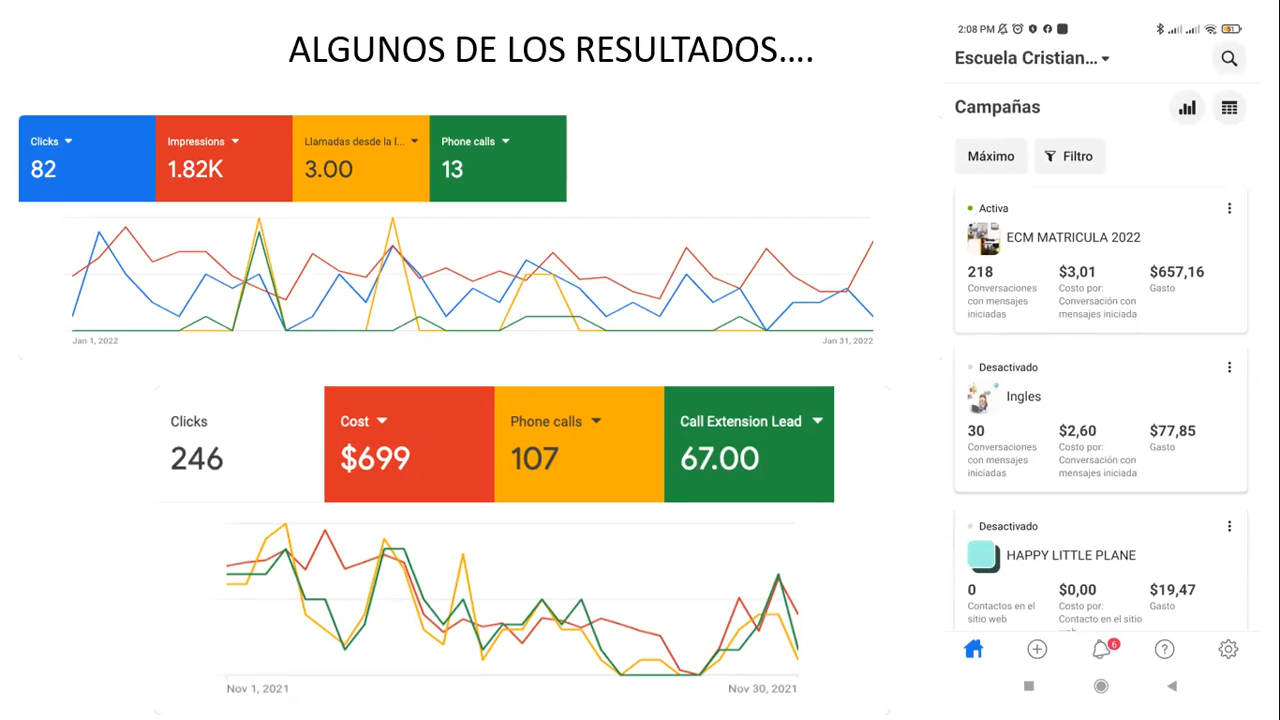 ALGUNOS DE LOS RESULTADOS....
Clicks
82
Impressions
1.82K
Llamadas desde la l...
3.00
Phone calls
13
Jan 1, 2022
Jan 31, 2022
Clicks
246
Cost
$699
Phone calls
107
Call Extension Lead
67.00
Nov 1, 2021
Nov 30, 2021
2:08 PM
Escuela Cristian...
Campañas
Máximo
Filtro
Activa
ECM MATRICULA 2022
218
Conversaciones
con mensajes
iniciadas
$3,01
Costo por:
Conversación con
mensajes iniciada
$657,16
Gasto
Desactivado
Ingles
30
Conversaciones
con mensajes
iniciadas
$2,60
Costo por:
Conversación con
mensajes iniciada
$77,85
Gasto
Desactivado
HAPPY LITTLE PLANE
0
Contactos en el
sitio web
$0,00
Costo por:
Contacto en el sitio
$19,47
Gasto
6